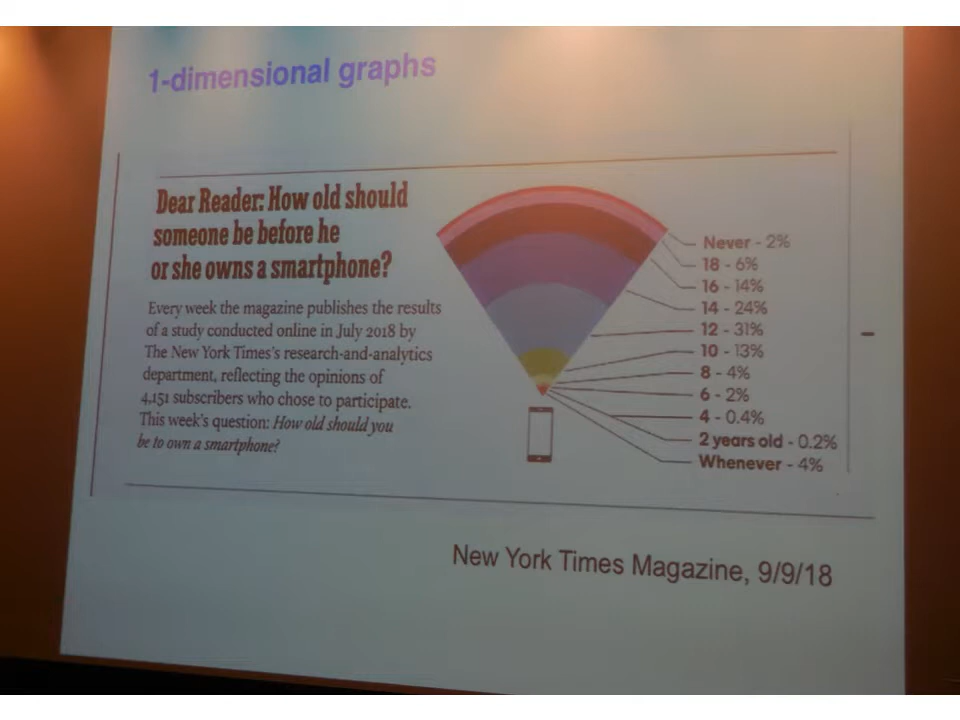 1-dimensional graphs
Dear Reader: How old should
someone be before he
or she owns a smartphone?
Every week the magazine publishes the results
of a study conducted online in July 2018 by
The New York Times's research-and-analytics
department, reflecting the opinions of
4,151 subscribers who chose to participate.
This week's question: How old should you
be to own a smartphone?
Never - 2%
18 - 6%
16 - 14%
14 - 24%
12 - 31%
10 - 13%
8 - 4%
6 - 2%
4 - 0.4%
2 years old - 0.2%
Whenever - 4%
New York Times Magazine, 9/9/18